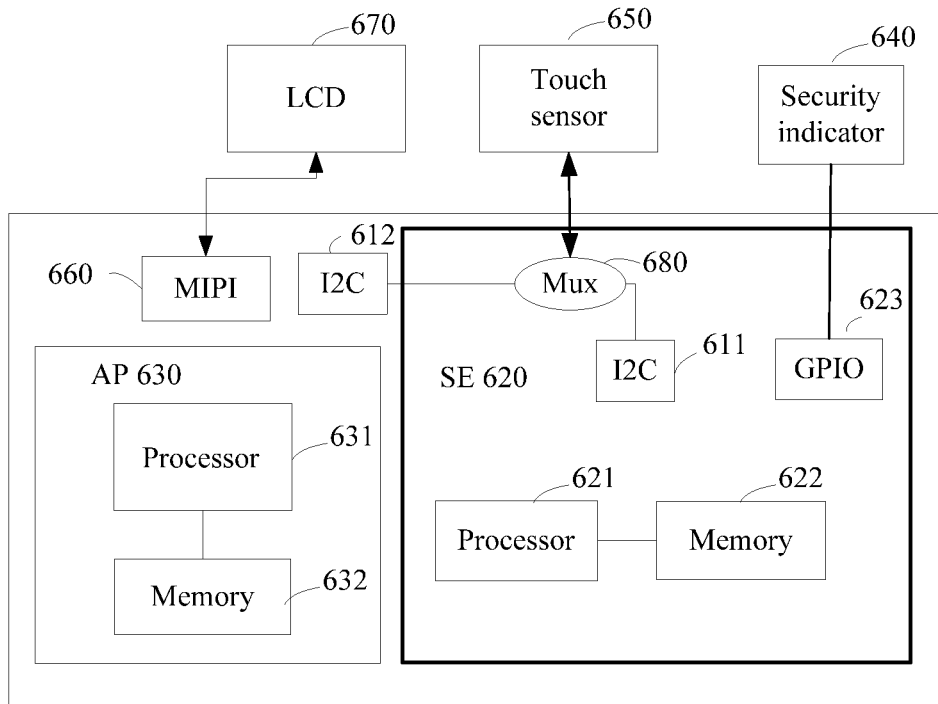 670
LCD
650
Touch
sensor
640
Security
indicator
612
I2C
660
MIPI
Mux
680
623
I2C
611
GPIO
AP 630
SE 620
Processor
631
Memory
632
621
Processor
622
Memory